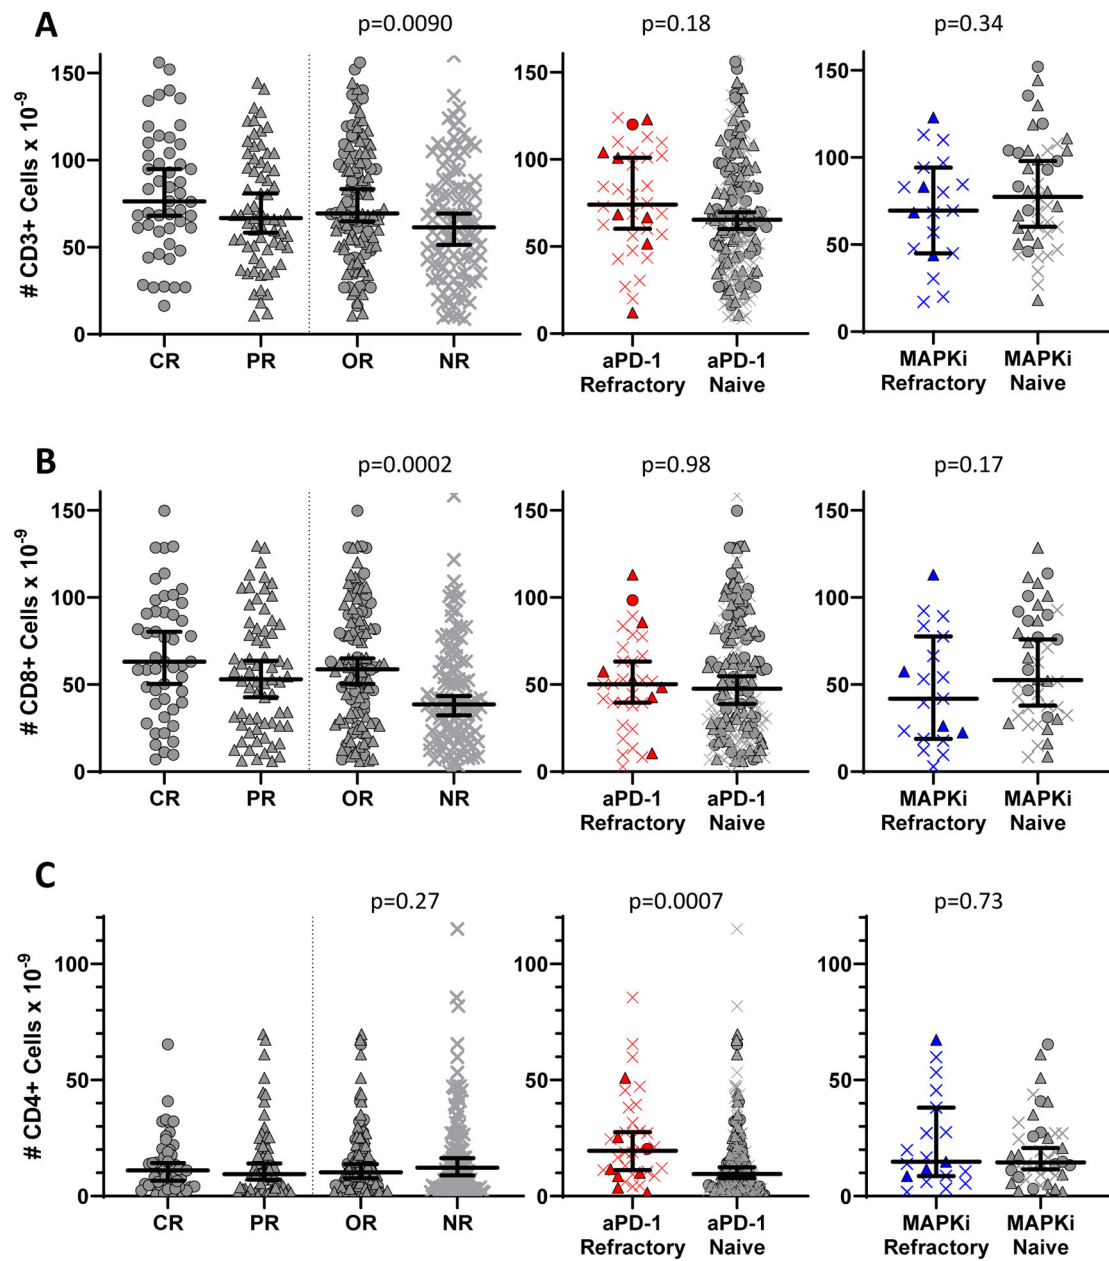 A
p=0.0090
p=0.18
p=0.34
# CD3+ Cells x 10-9
150
100
50
0
CR
PR
OR
NR
150
100
50
0
aPD-1
Refractory
aPD-1
Naive
150
100
50
0
MAPKi
Refractory
MAPKi
Naive
B
p=0.0002
p=0.98
p=0.17
# CD8+ Cells x 10-9
150
100
50
0
CR
PR
OR
NR
150
100
50
0
aPD-1
Refractory
aPD-1
Naive
150
100
50
0
MAPKi
Refractory
MAPKi
Naive
C
p=0.27
p=0.0007
p=0.73
# CD4+ Cells x 10-9
100
50
0
CR
PR
OR
NR
100
50
0
aPD-1
Refractory
aPD-1
Naive
100
50
0
MAPKi
Refractory
MAPKi
Naive